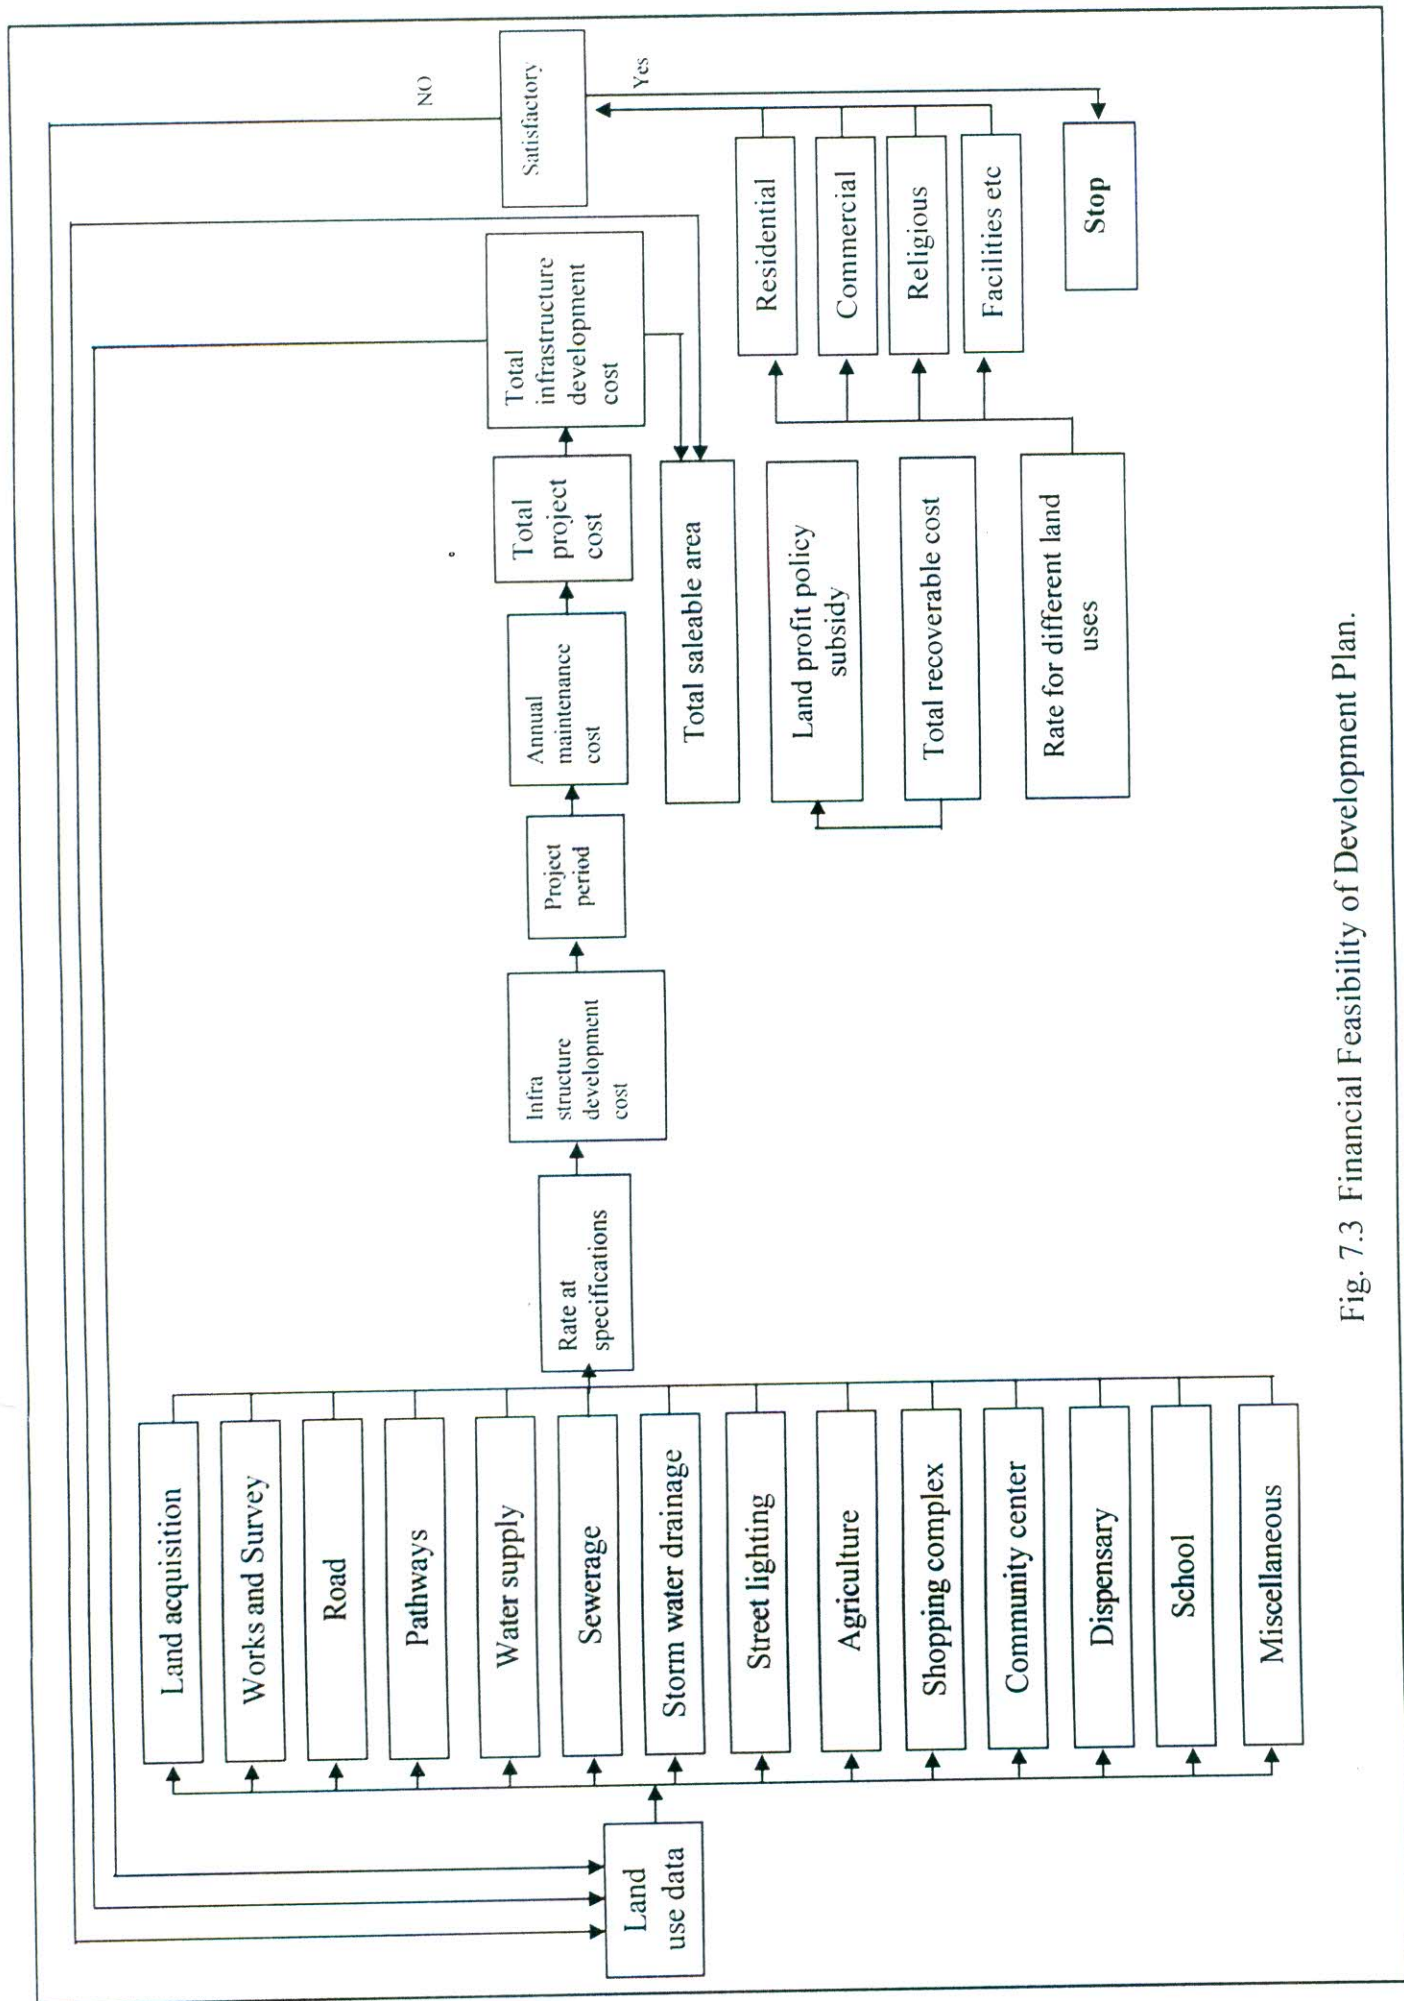 Land
use data
Land acquisition
Works and Survey
Road
Pathways
Water supply
Sewerage
Storm water drainage
Street lighting
Agriculture
Shopping complex
Community center
Dispensary
School
Miscellaneous
Rate at
specifications
Infra
structure
development
cost
Project
period
Annual
maintenance
cost
Total
project
cost
Total
infrastructure
development
cost
Total saleable area
Land profit policy
subsidy
Total recoverable cost
Rate for different land
uses
Residential
Commercial
Religious
Facilities etc
Satisfactory
NO
Yes
Stop
Fig. 7.3 Financial Feasibility of Development Plan.